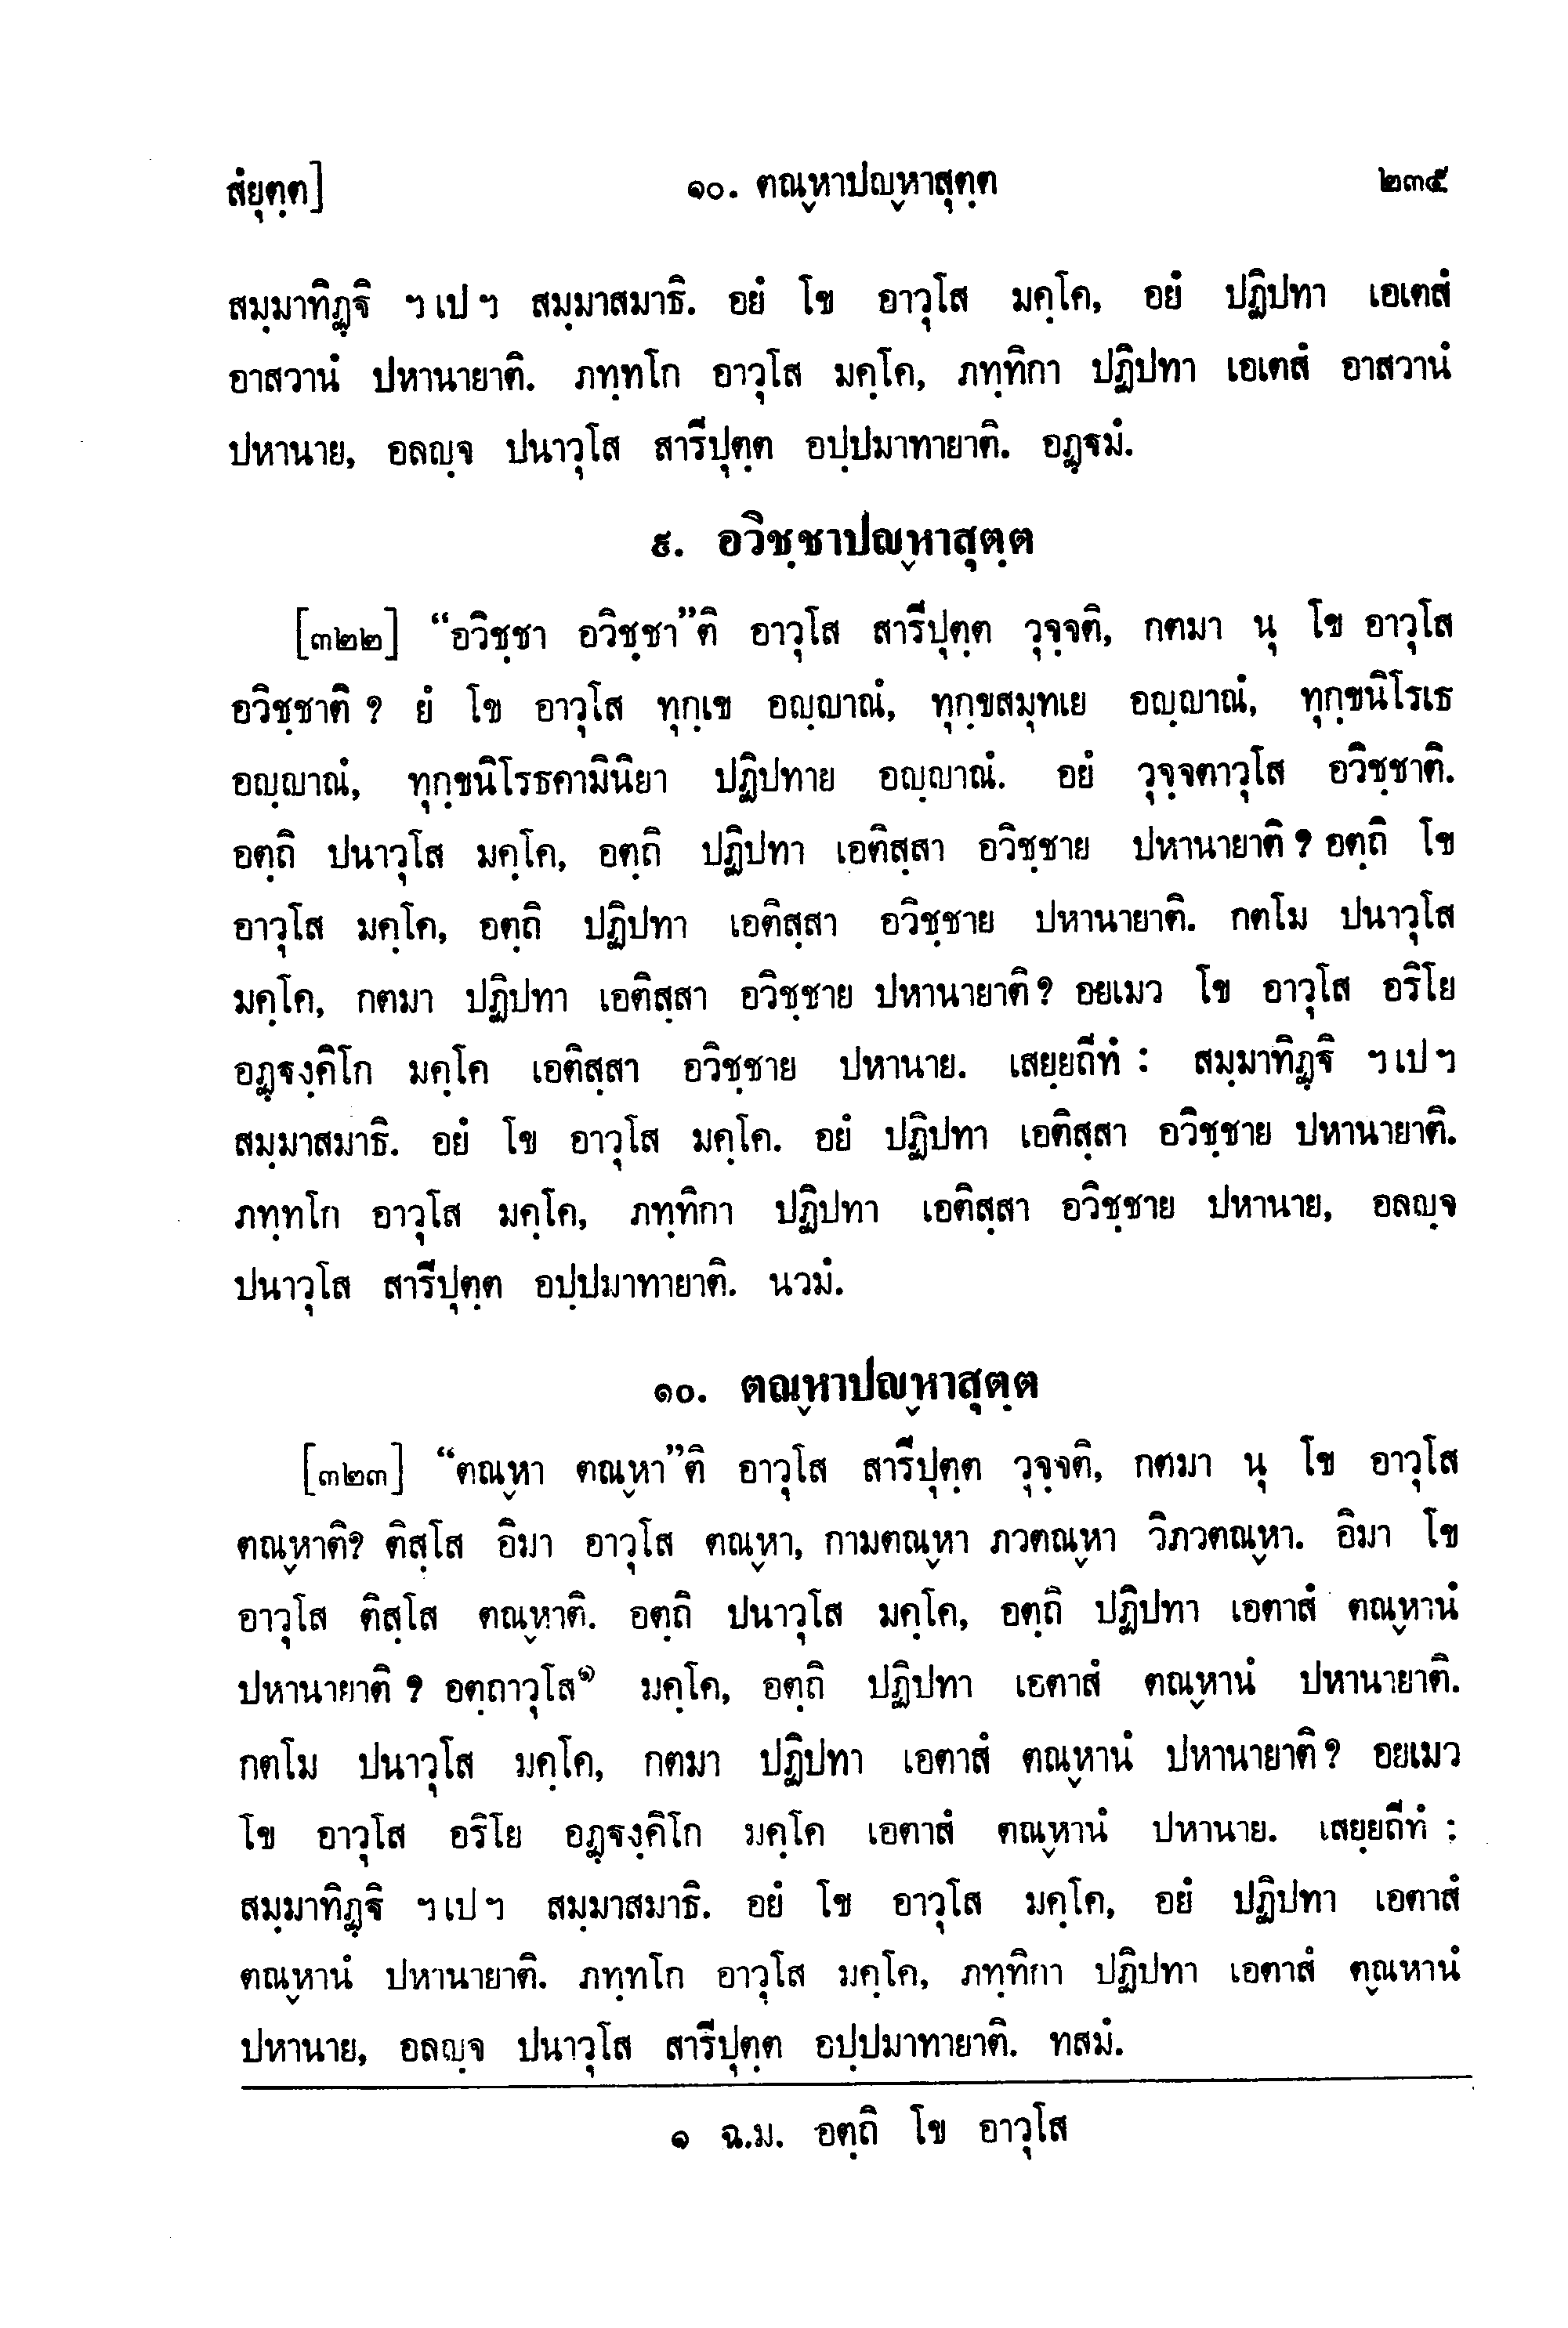 สํยุตฺต]
๑๐. ตณฺหาปญฺหาสุตฺต
๒๓๕
สมฺมาทิฏฺฐิ ฯ เป ฯ สมฺมาสมาธิ. อยํ โข อาวุโส มคฺโค, อยํ ปฏิปทา เอเตสํ
อาสวานํ ปหานายาติ. ภทฺทโก อาวุโส มคฺโค, ภทฺทิกา ปฏิปทา เอเตสํ อาสวานํ
ปหานาย, อลญฺจ ปนาวุโส สารีปุตฺต อปฺปมาทายาติ. อฏฺฐมํ.
๙. อวิชฺชาปญฺหาสุตฺต
[๓๒๒] “อวิชฺชา อวิชฺชา”ติ อาวุโส สารีปุตฺต วุจฺจติ, กตมา นุ โข อาวุโส
อวิชฺชาติ ? ยํ โข อาวุโส ทุกฺเข อญฺญาณํ, ทุกฺขสมุทเย อญฺญาณํ, ทุกฺขนิโรเธ
อญฺญาณํ, ทุกฺขนิโรธคามินิยา ปฏิปทาย อญฺญาณํ. อยํ วุจฺจตาวุโส อวิชฺชาติ.
อตฺถิ ปนาวุโส มคฺโค, อตฺถิ ปฏิปทา เอติสฺสา อวิชฺชาย ปหานายาติ ? อตฺถิ โข
อาวุโส มคฺโค, อตฺถิ ปฏิปทา เอติสฺสา อวิชฺชาย ปหานายาติ. กตโม ปนาวุโส
มคฺโค, กตมา ปฏิปทา เอติสฺสา อวิชฺชาย ปหานายาติ ? อยเมว โข อาวุโส อริโย
อฏฺฐงฺคิโก มคฺโค เอติสฺสา อวิชฺชาย ปหานาย. เสยฺยถีทํ : สมฺมาทิฏฺฐิ ฯ เป ฯ
สมฺมาสมาธิ. อยํ โข อาวุโส มคฺโค. อยํ ปฏิปทา เอติสฺสา อวิชฺชาย ปหานายาติ.
ภทฺทโก อาวุโส มคฺโค, ภทฺทิกา ปฏิปทา เอติสฺสา อวิชฺชาย ปหานาย, อลญฺจ
ปนาวุโส สารีปุตฺต อปฺปมาทายาติ. นวมํ.
๑๐. ตณฺหาปญฺหาสุตฺต
[๓๒๓] “ตณฺหา ตณฺหา”ติ อาวุโส สารีปุตฺต วุจฺจติ, กตมา นุ โข อาวุโส
ตณฺหาติ? ติสฺโส อิมา อาวุโส ตณฺหา, กามตณฺหา ภวตณฺหา วิภวตณฺหา. อิมา โข
อาวุโส ติสฺโส ตณฺหาติ. อตฺถิ ปนาวุโส มคฺโค, อตฺถิ ปฏิปทา เอตาสํ ตณฺหานํ
ปหานายาติ ? อตฺถาวุโส๑ มคฺโค, อตฺถิ ปฏิปทา เอตาสํ ตณฺหานํ ปหานายาติ.
กตโม ปนาวุโส มคฺโค, กตมา ปฏิปทา เอตาสํ ตณฺหานํ ปหานายาติ ? อยเมว
โข อาวุโส อริโย อฏฺฐงฺคิโก มคฺโค เอตาสํ ตณฺหานํ ปหานาย. เสยฺยถีทํ :
สมฺมาทิฏฺฐิ ฯ เป ฯ สมฺมาสมาธิ. อยํ โข อาวุโส มคฺโค, อยํ ปฏิปทา เอตาสํ
ตณฺหานํ ปหานายาติ. ภทฺทโก อาวุโส มคฺโค, ภทฺทิกา ปฏิปทา เอตาสํ ตฺณหานํ
ปหานาย, อลญฺจ ปนาวุโส สารีปุตฺต อปฺปมาทายาติ. ทสมํ.
๑ ฉ.ม. อตฺถิ โข อาวุโส